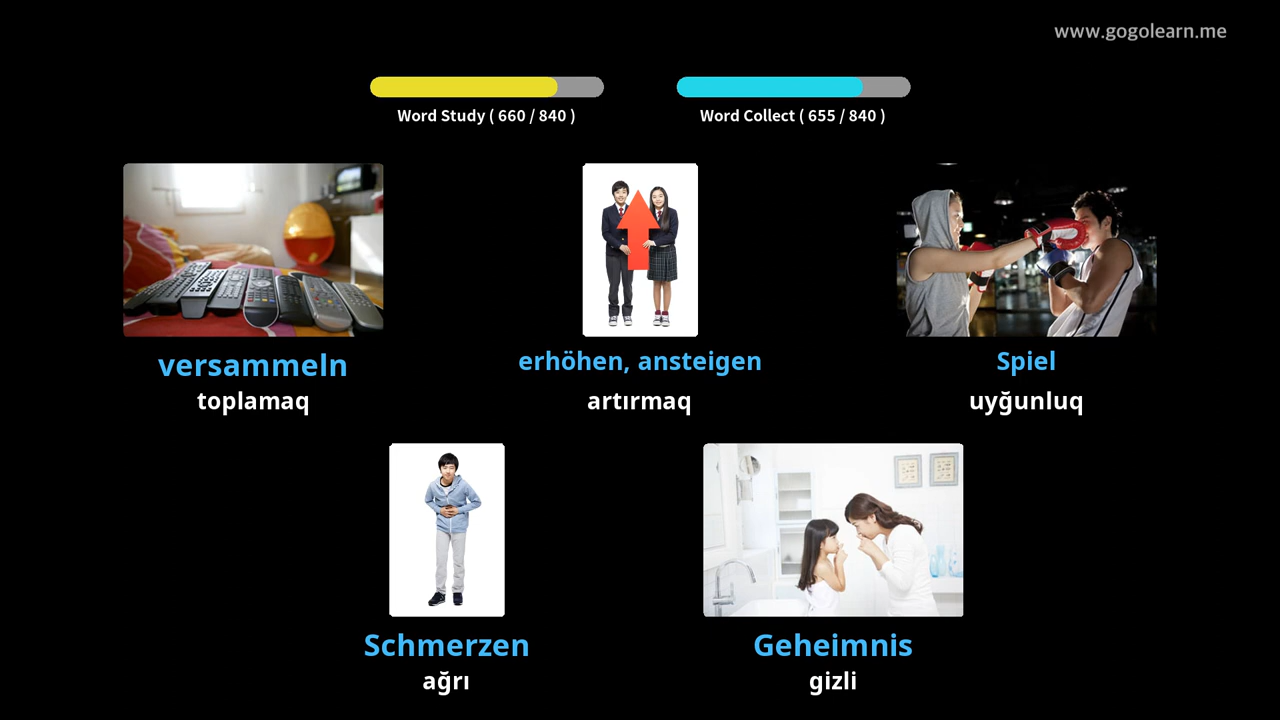 www.gogolearn.me
Word Study ( 660 / 840 )
Word Collect ( 655 / 840 )
versammeln
toplamaq
erhöhen, ansteigen
artırmaq
Spiel
uyğunluq
Schmerzen
ağrı
Geheimnis
gizli